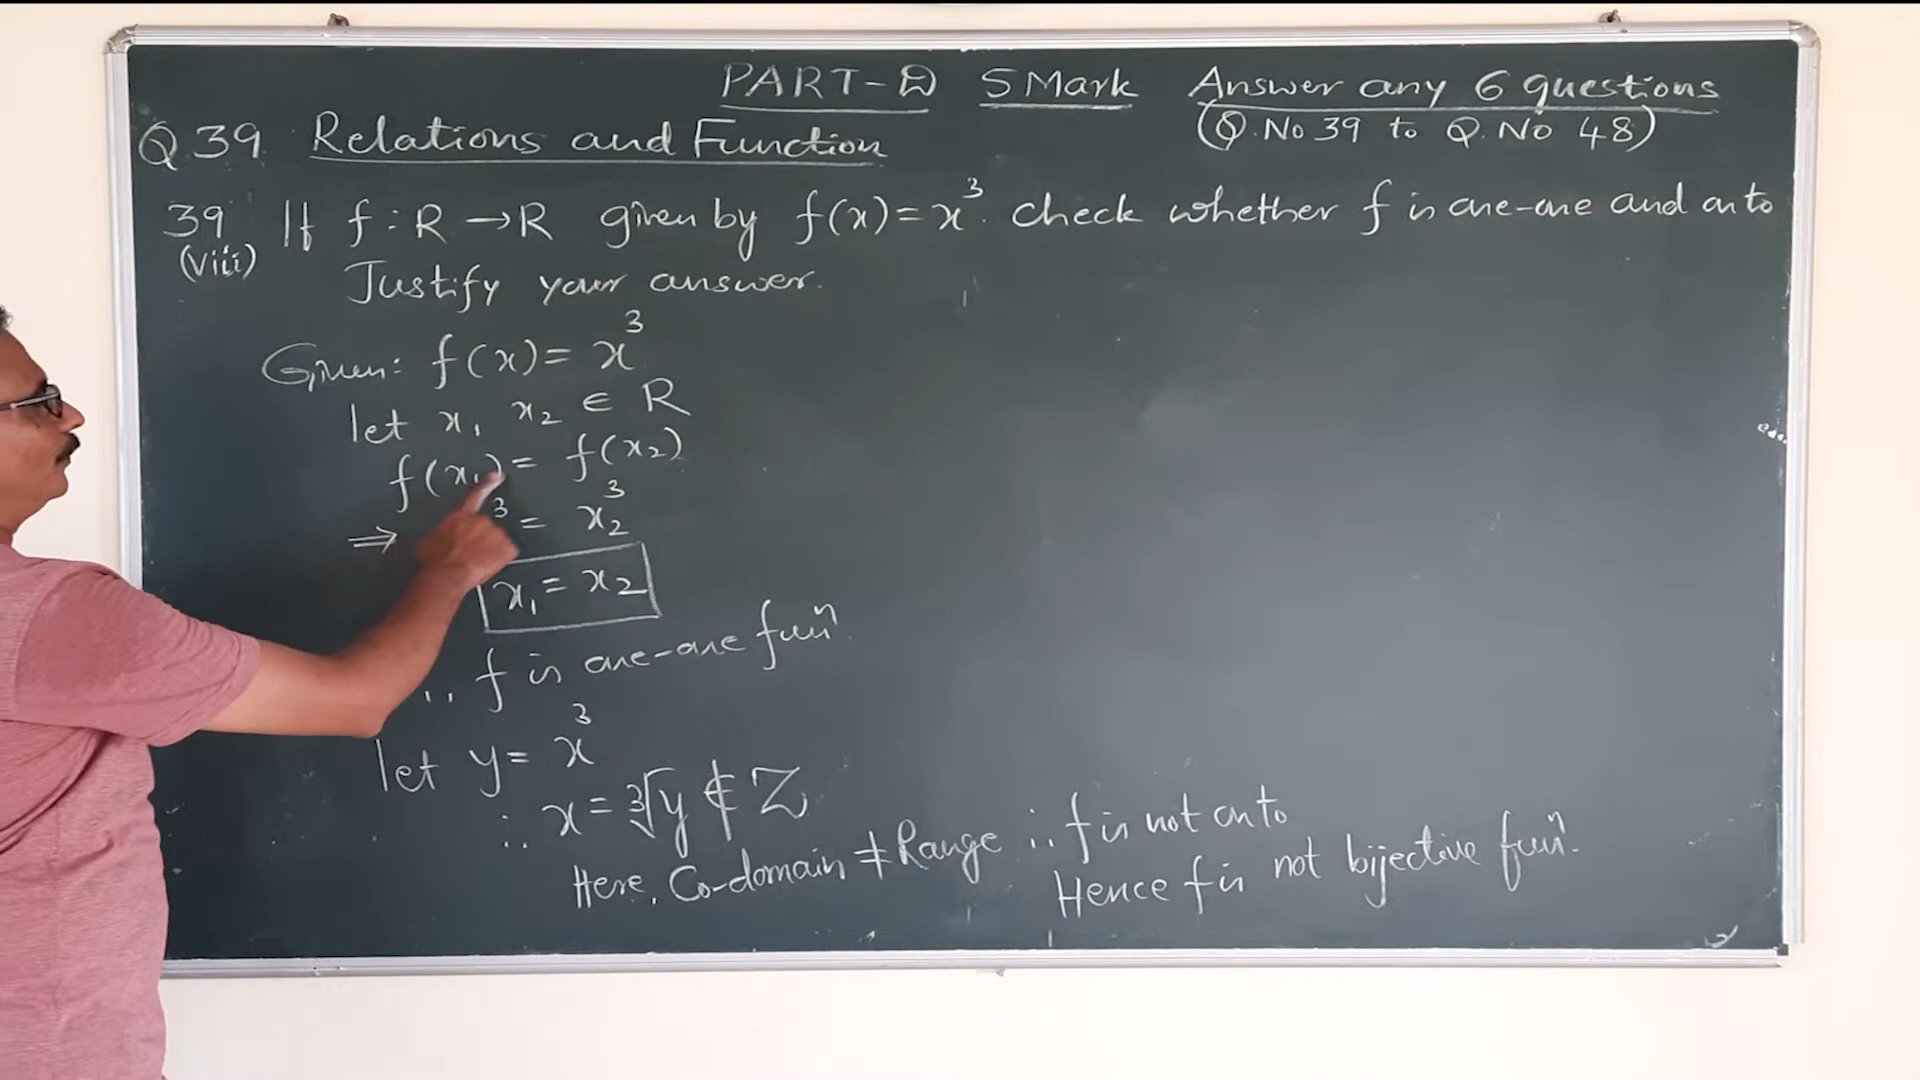 PART-D 5 Mark Answer any 6 questions
(Q.No 39 to Q.No 48)
Q 39. Relations and Function
39 If f : R → R given by f(x) = x³. check whether f is one-one and onto
(viii) Justify your answer.
Given: f(x) = x³
let x₁ x₂ ∈ R
f(x₁) = f(x₂)
⇒ ³ = x₂³
x₁ = x₂
∴ f is one-one funⁿ.
let y = x³
∴ x = ∛y ∉ Z
Here, Co-domain ≠ Range ∴ f is not onto
Hence f is not bijective funⁿ.